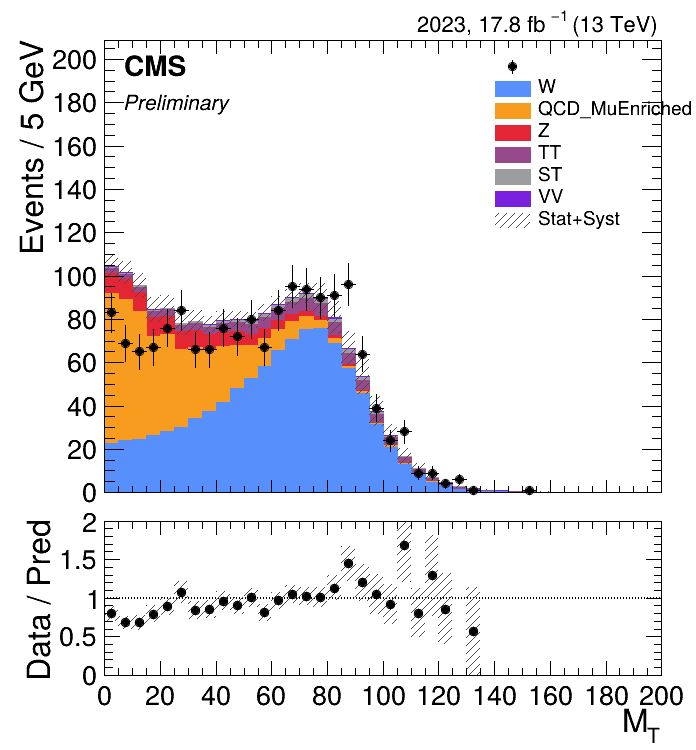 2023, 17.8 fb⁻¹ (13 TeV)
CMS
Preliminary
W
QCD_MuEnriched
Z
TT
ST
VV
Stat+Syst
Events / 5 GeV
200
180
160
140
120
100
80
60
40
20
0
Data / Pred
2
1.5
1
0.5
0
0 20 40 60 80 100 120 140 160 180 200
M_T